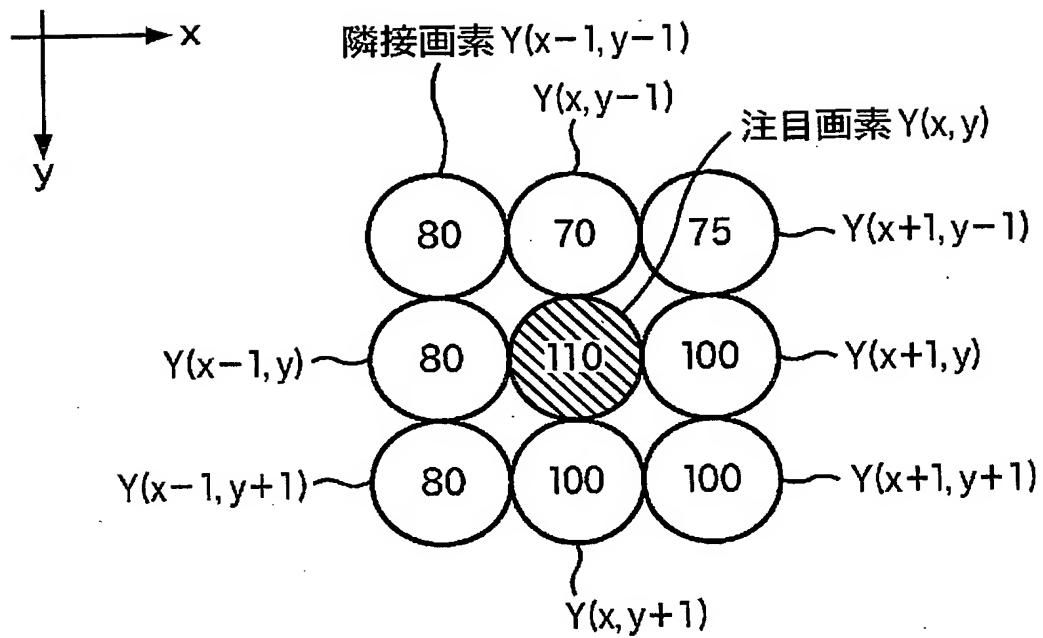 x
y
隣接画素 Y(x−1, y−1)
Y(x, y−1)
注目画素 Y(x, y)
80
70
75
Y(x+1, y−1)
Y(x−1, y)
80
110
100
Y(x+1, y)
Y(x−1, y+1)
80
100
100
Y(x+1, y+1)
Y(x, y+1)